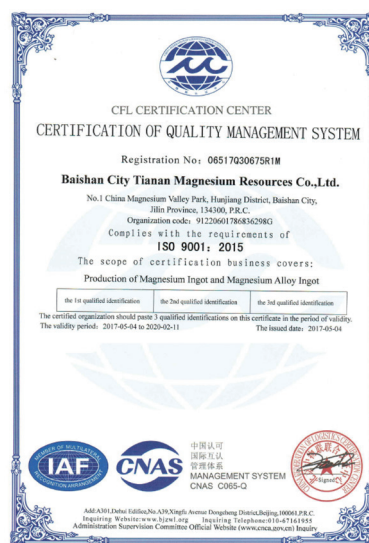 CFL CERTIFICATION CENTER
CERTIFICATION OF QUALITY MANAGEMENT SYSTEM
Registration No: 06517Q30675R1M
Baishan City Tianan Magnesium Resources Co.,Ltd.
No.1 China Magnesium Valley Park, Hunjiang District, Baishan City,
Jilin Province, 134300, P.R.C.
Organization code: 91220601786836298G
Complies with the requirements of
ISO 9001: 2015
The scope of certification business covers:
Production of Magnesium Ingot and Magnesium Alloy Ingot
the 1st qualified identification
the 2nd qualified identification
the 3rd qualified identification
The certified organization should paste 3 qualified identifications on this certificate in the period of validity.
The validity period: 2017-05-04 to 2020-02-11
The issued date: 2017-05-04
MEMBER OF MULTILATERAL
RECOGNITION ARRANGEMENT
IAF
CNAS
中国认可
国际互认
管理体系
MANAGEMENT SYSTEM
CNAS C065-Q
Signed
Add:A301,Dehui Edifice,No.A39,Xingfu Avenue Dongcheng District,Beijing,100061,P.R.C.
Inquiring Website:www.bjzwl.org Inquiring Telephone:010-67161955
Administration Supervision Committee Official Website (www.cnca.gov.cn) Inquiry